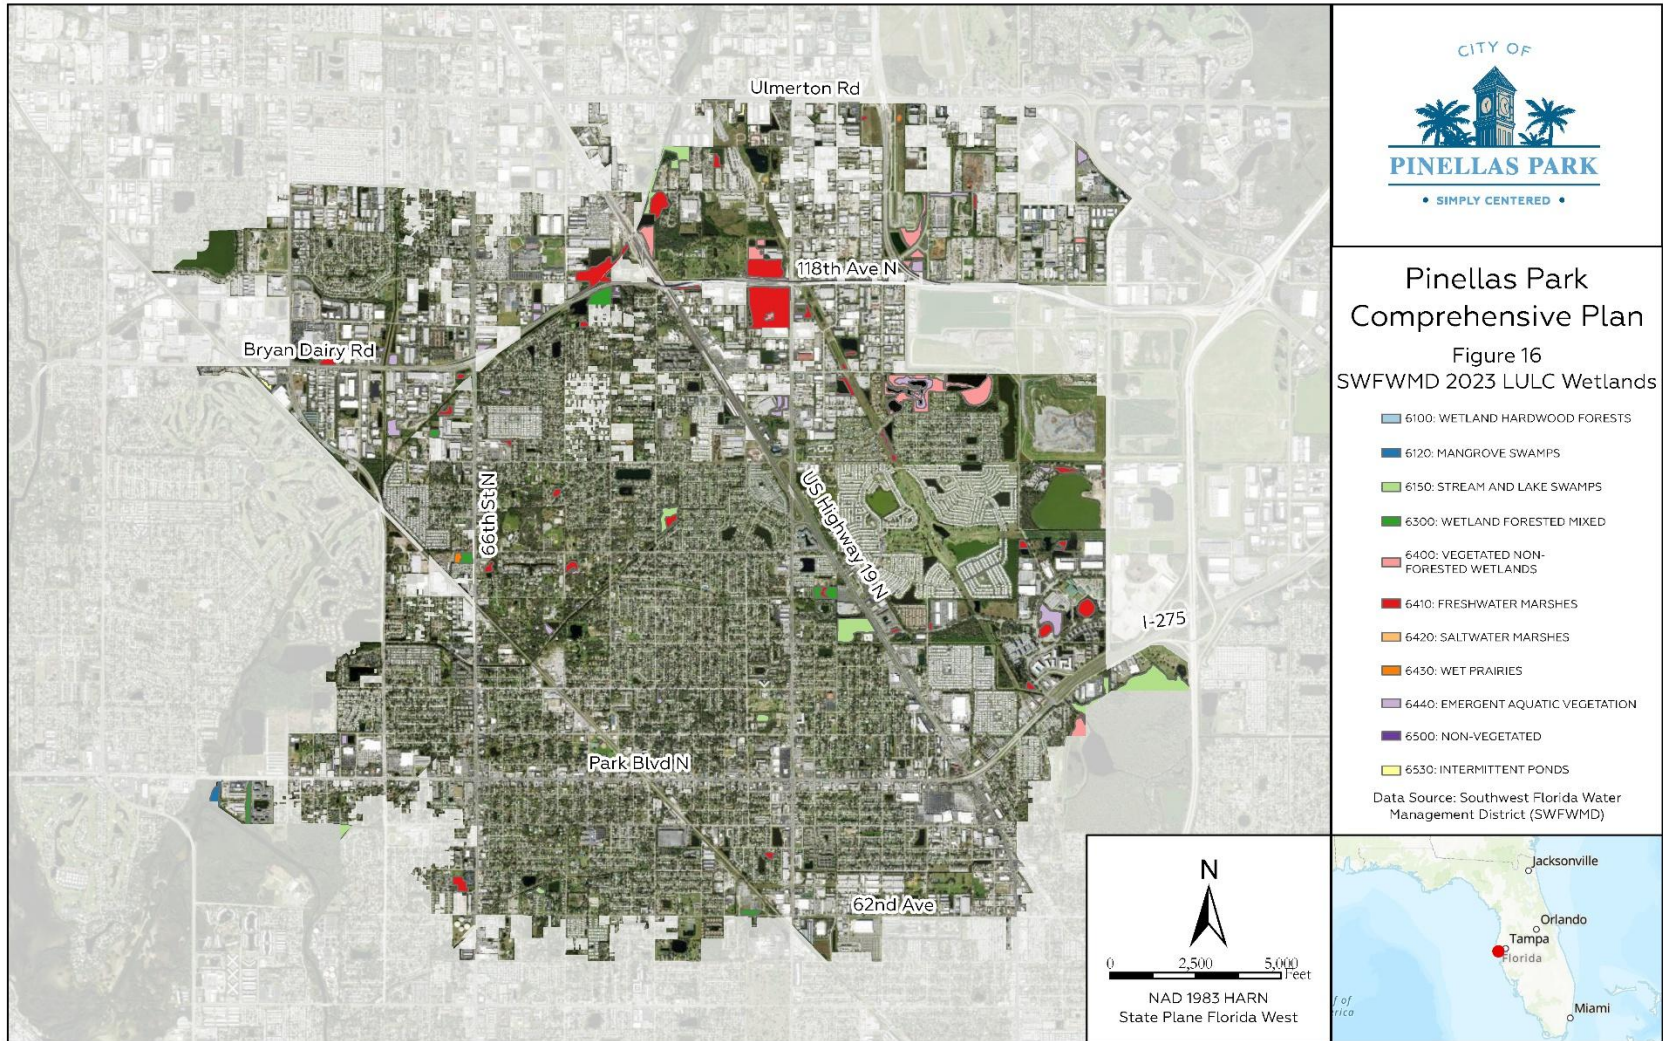 Ulmerton Rd
118th Ave N
Bryan Dairy Rd
66th St N
US Highway 19 N
I-275
Park Blvd N
62nd Ave
CITY OF
PINELLAS PARK
• SIMPLY CENTERED •
Pinellas Park
Comprehensive Plan
Figure 16
SWFWMD 2023 LULC Wetlands
6100: WETLAND HARDWOOD FORESTS
6120: MANGROVE SWAMPS
6150: STREAM AND LAKE SWAMPS
6300: WETLAND FORESTED MIXED
6400: VEGETATED NON-
FORESTED WETLANDS
6410: FRESHWATER MARSHES
6420: SALTWATER MARSHES
6430: WET PRAIRIES
6440: EMERGENT AQUATIC VEGETATION
6500: NON-VEGETATED
6530: INTERMITTENT PONDS
Data Source: Southwest Florida Water
Management District (SWFWMD)
N
0 2,500 5,000
Feet
NAD 1983 HARN
State Plane Florida West
Jacksonville
Orlando
Tampa
Florida
Miami
f of
erica